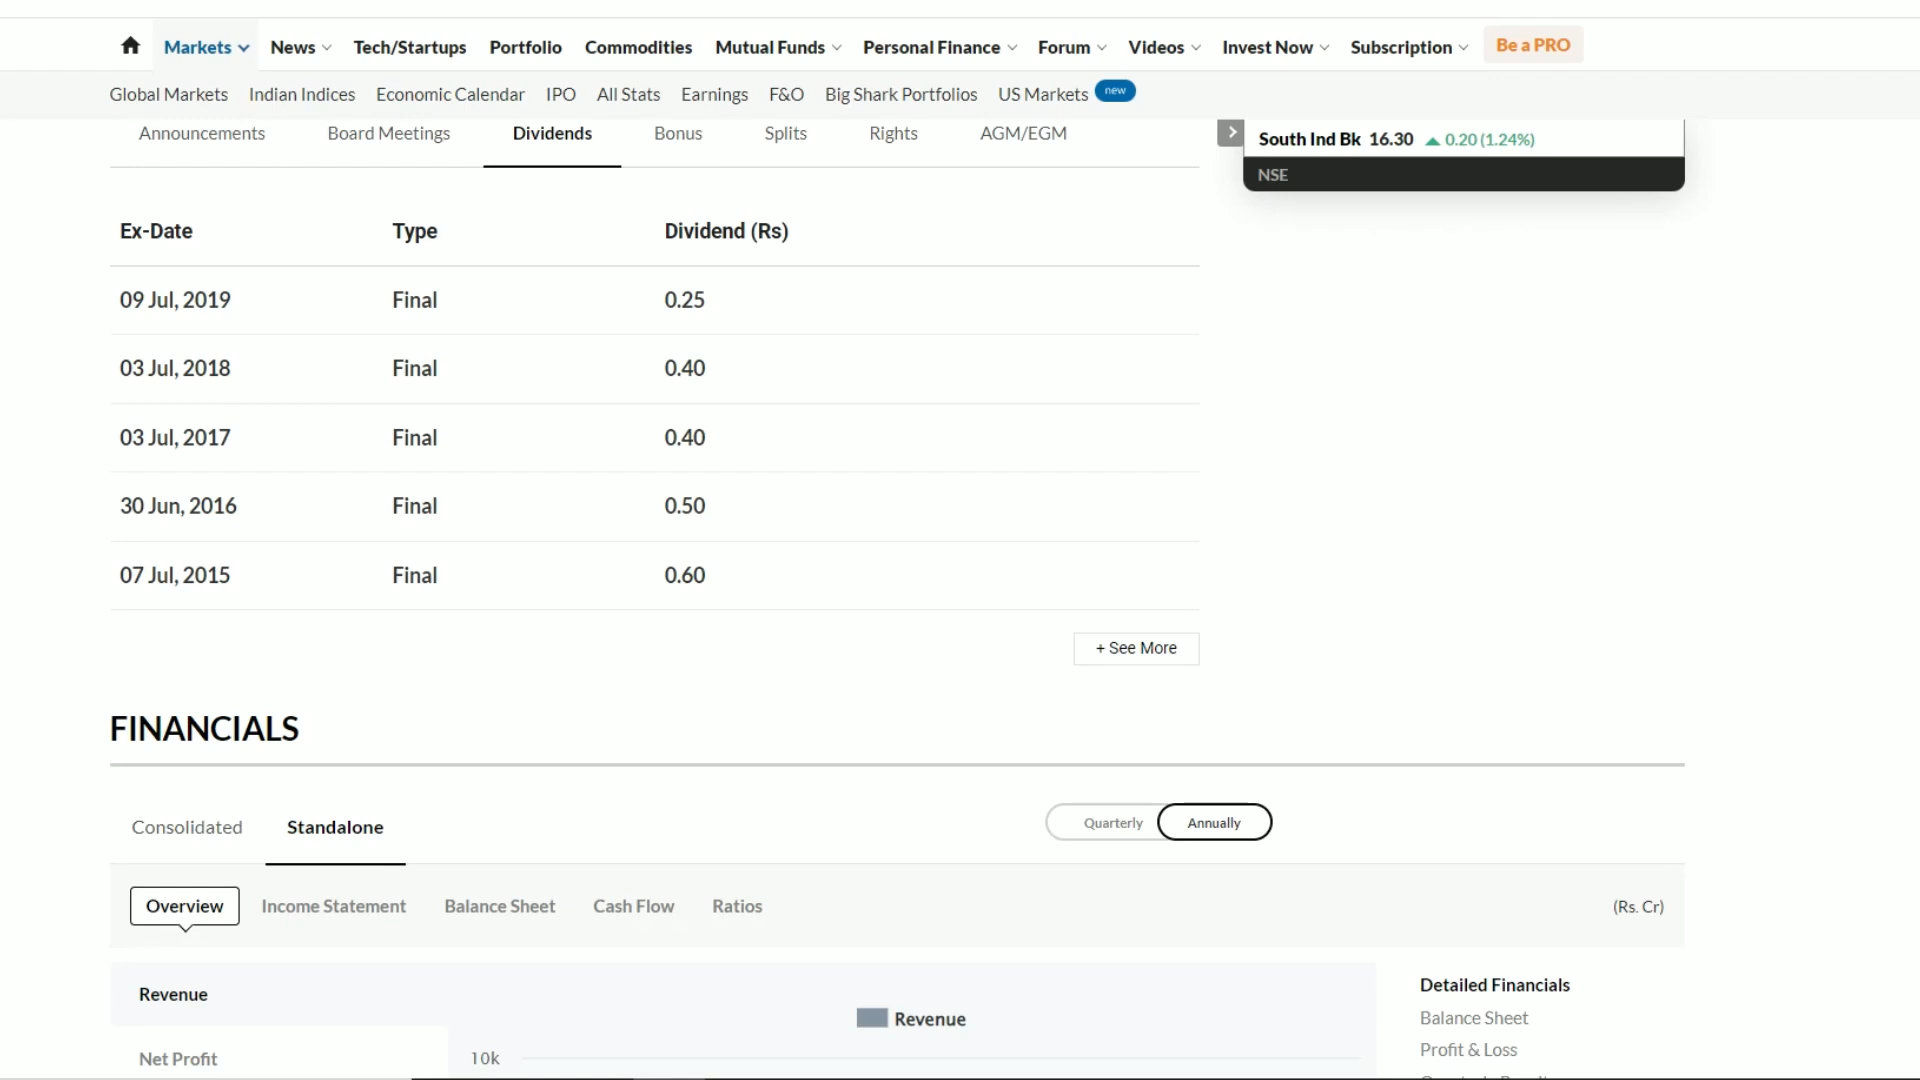 Markets News Tech/Startups Portfolio Commodities Mutual Funds Personal Finance Forum Videos Invest Now Subscription Be a PRO
Global Markets Indian Indices Economic Calendar IPO All Stats Earnings F&O Big Shark Portfolios US Markets new
Announcements Board Meetings Dividends Bonus Splits Rights AGM/EGM
South Ind Bk 16.30 0.20 (1.24%)
NSE
Ex-Date Type Dividend (Rs)
09 Jul, 2019 Final 0.25
03 Jul, 2018 Final 0.40
03 Jul, 2017 Final 0.40
30 Jun, 2016 Final 0.50
07 Jul, 2015 Final 0.60
+ See More
FINANCIALS
Consolidated Standalone Quarterly Annually
Overview Income Statement Balance Sheet Cash Flow Ratios (Rs. Cr)
Revenue
Net Profit
Revenue
10k
Detailed Financials
Balance Sheet
Profit & Loss